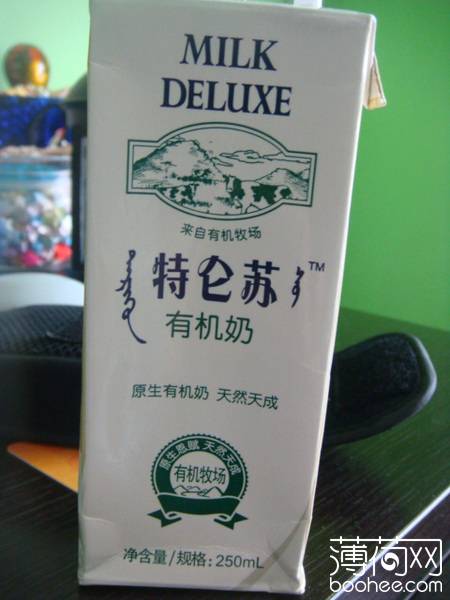 MILK
DELUXE
来自有机牧场
特仑苏™
有机奶
原生有机奶 天然天成
原生恩赋 天然天成
有机牧场
净含量/规格: 250mL
薄荷网
boohee.com